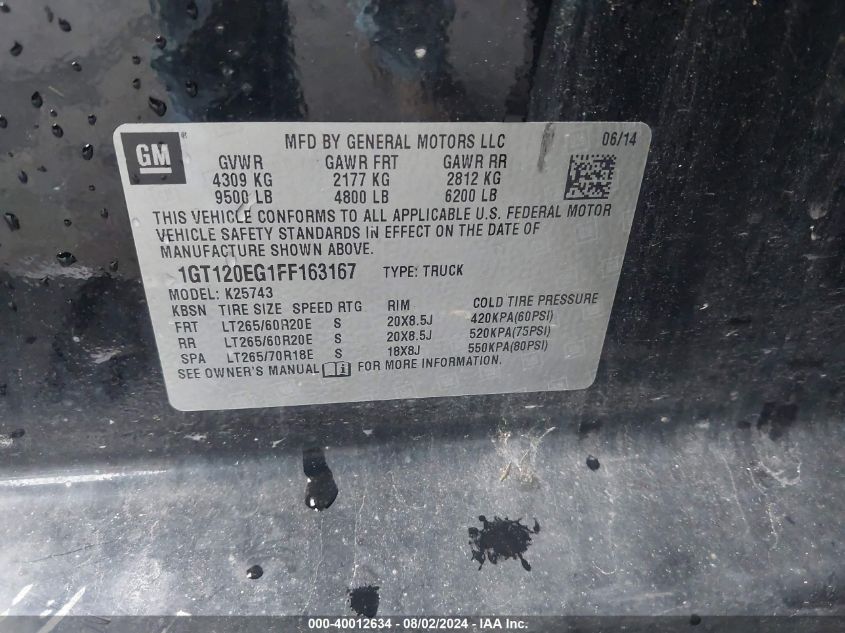 GM ®
MFD BY GENERAL MOTORS LLC 06/14
GVWR GAWR FRT GAWR RR
4309 KG 2177 KG 2812 KG
9500 LB 4800 LB 6200 LB
THIS VEHICLE CONFORMS TO ALL APPLICABLE U.S. FEDERAL MOTOR
VEHICLE SAFETY STANDARDS IN EFFECT ON THE DATE OF
MANUFACTURE SHOWN ABOVE.
1GT120EG1FF163167 TYPE: TRUCK
MODEL: K25743
KBSN TIRE SIZE SPEED RTG RIM COLD TIRE PRESSURE
FRT LT265/60R20E S 20X8.5J 420KPA(60PSI)
RR LT265/60R20E S 20X8.5J 520KPA(75PSI)
SPA LT265/70R18E S 18X8J 550KPA(80PSI)
SEE OWNER'S MANUAL FOR MORE INFORMATION.
000-40012634 - 08/02/2024 - IAA Inc.